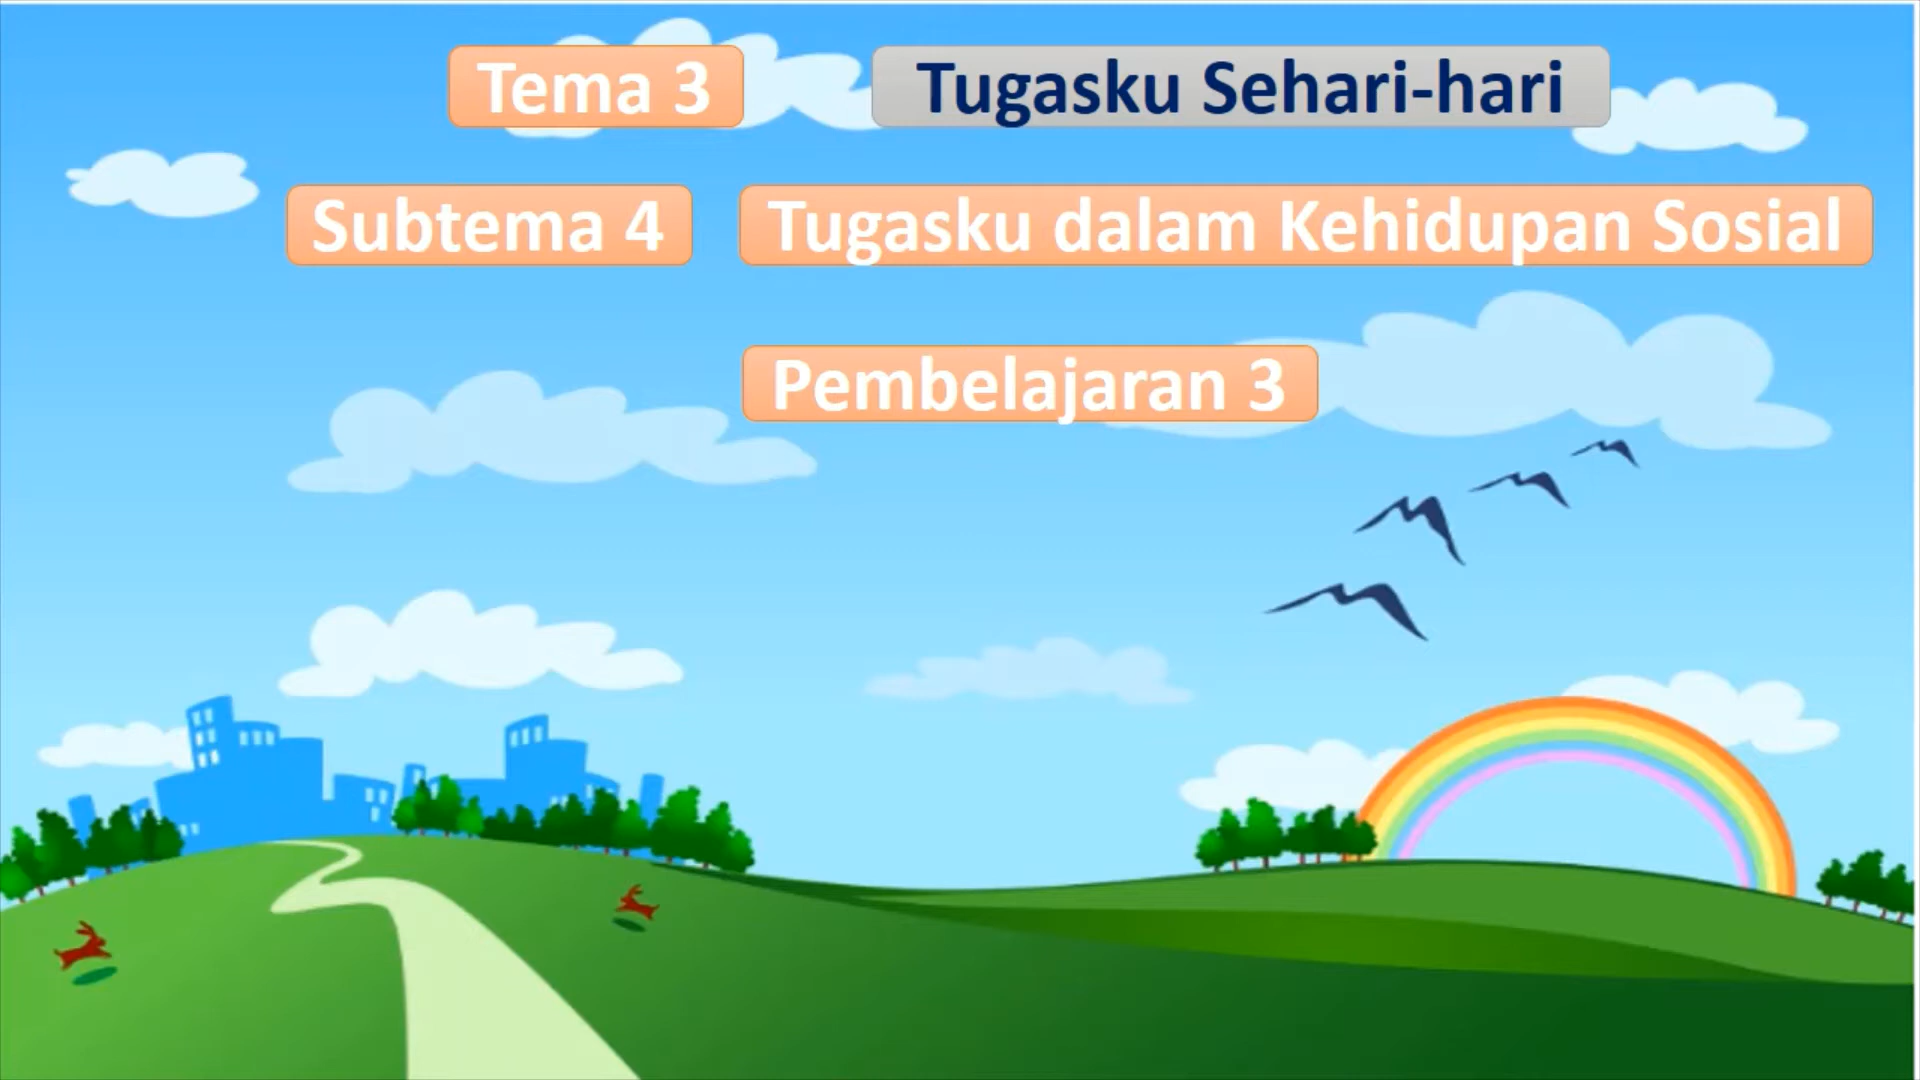 Tema 3 Tugasku Sehari-hari
Subtema 4 Tugasku dalam Kehidupan Sosial
Pembelajaran 3